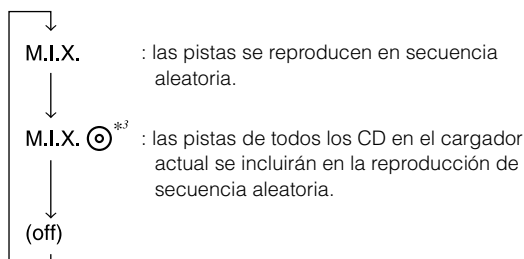 M.I.X. : las pistas se reproducen en secuencia
aleatoria.
M.I.X. *3 : las pistas de todos los CD en el cargador
actual se incluirán en la reproducción de
secuencia aleatoria.
(off)